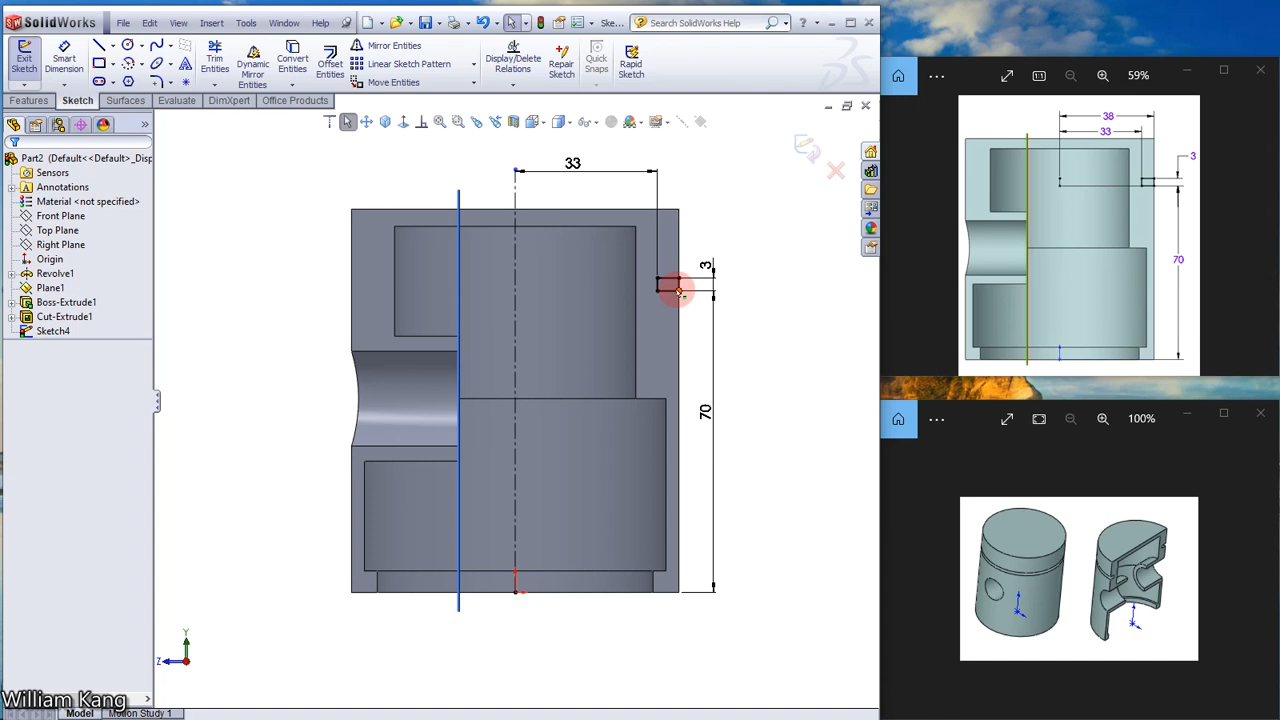 SolidWorks
File Edit View Insert Tools Window Help
Ske...
Search SolidWorks Help
Exit Sketch
Smart Dimension
Trim Entities
Dynamic Mirror Entities
Convert Entities
Offset Entities
Mirror Entities
Linear Sketch Pattern
Move Entities
Display/Delete Relations
Repair Sketch
Quick Snaps
Rapid Sketch
Features Sketch Surfaces Evaluate DimXpert Office Products
Part2 (Default<<Default>_Disp
Sensors
Annotations
Material <not specified>
Front Plane
Top Plane
Right Plane
Origin
Revolve1
Plane1
Boss-Extrude1
Cut-Extrude1
Sketch4
33
3
70
Y
Z
William Kang
Model Motion Study 1
59%
38
33
3
70
100%